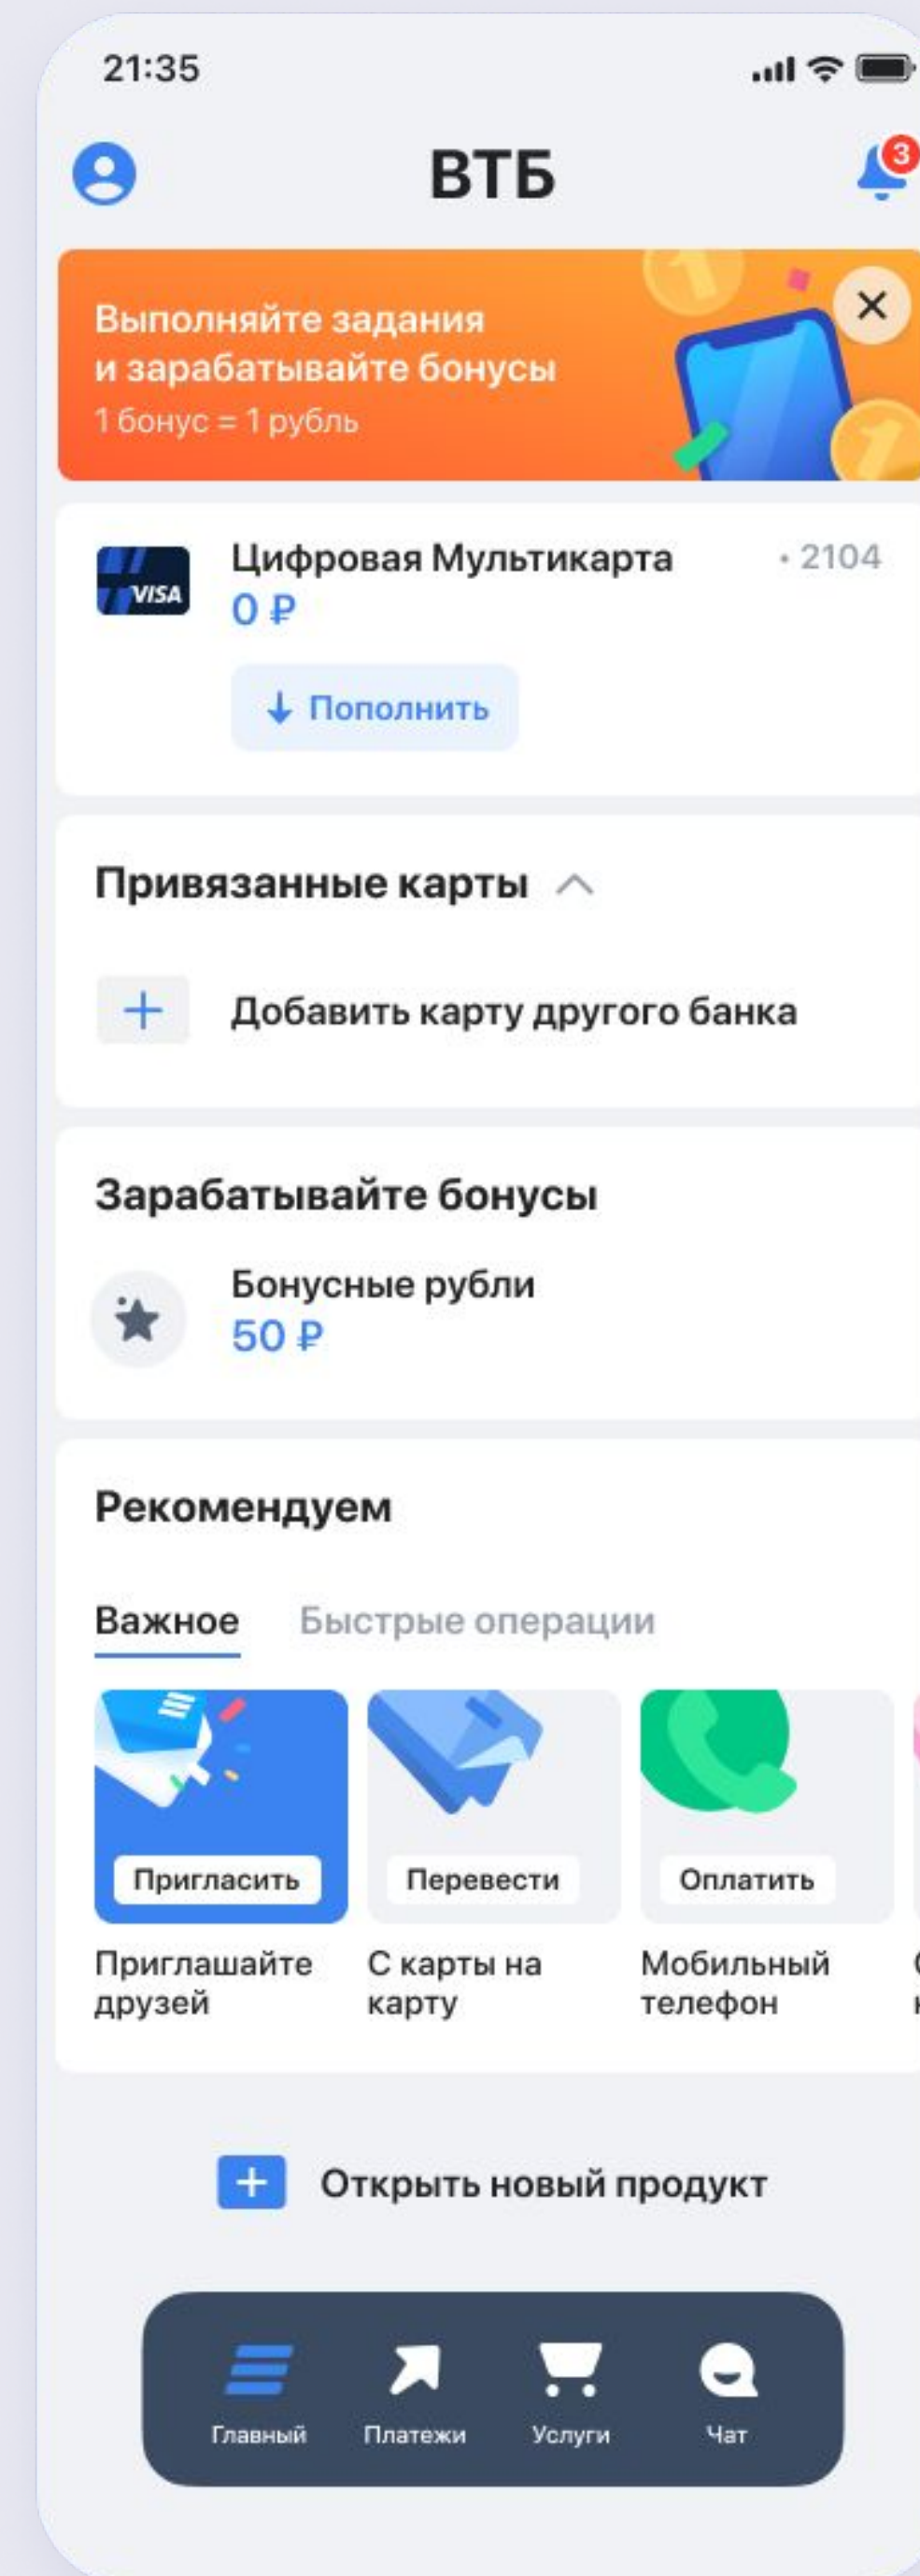 21:35
ВТБ
3
Выполняйте задания
и зарабатывайте бонусы
1 бонус = 1 рубль
VISA
Цифровая Мультикарта
• 2104
0 ₽
Пополнить
Привязанные карты
Добавить карту другого банка
Зарабатывайте бонусы
Бонусные рубли
50 ₽
Рекомендуем
Важное
Быстрые операции
Пригласить
Перевести
Оплатить
Приглашайте
друзей
С карты на
карту
Мобильный
телефон
Открыть новый продукт
Главный
Платежи
Услуги
Чат